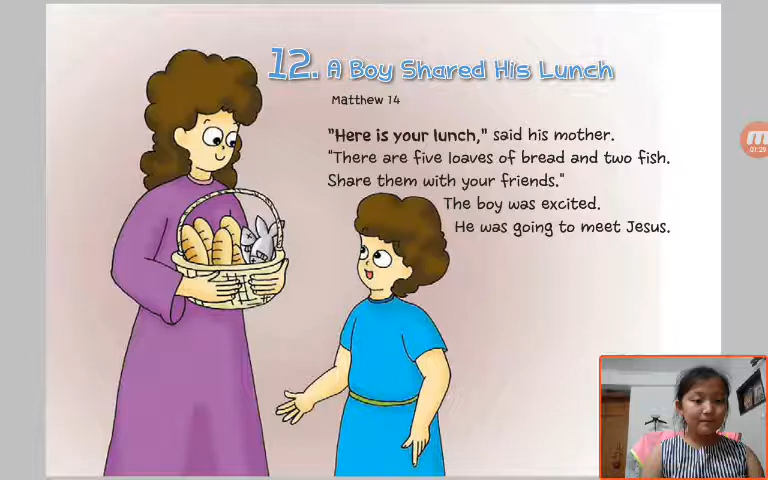 12. A Boy Shared His Lunch
Matthew 14
"Here is your lunch," said his mother.
"There are five loaves of bread and two fish.
Share them with your friends."
The boy was excited.
He was going to meet Jesus.
01:29